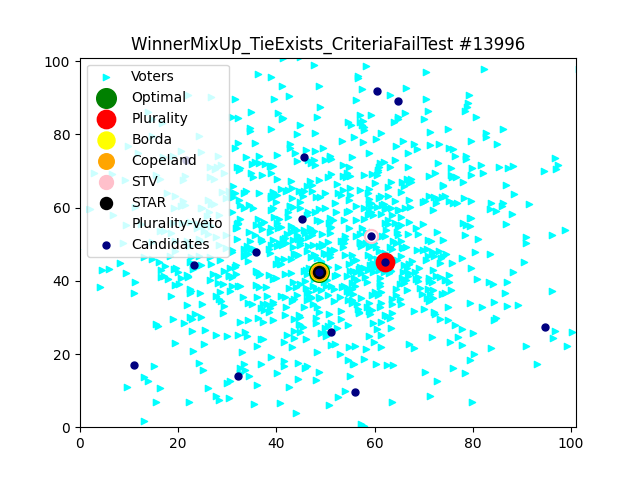 WinnerMixUp_TieExists_CriteriaFailTest #13996
100
80
60
40
20
0
Voters
Optimal
Plurality
Borda
Copeland
STV
STAR
Plurality-Veto
Candidates
0 20 40 60 80 100